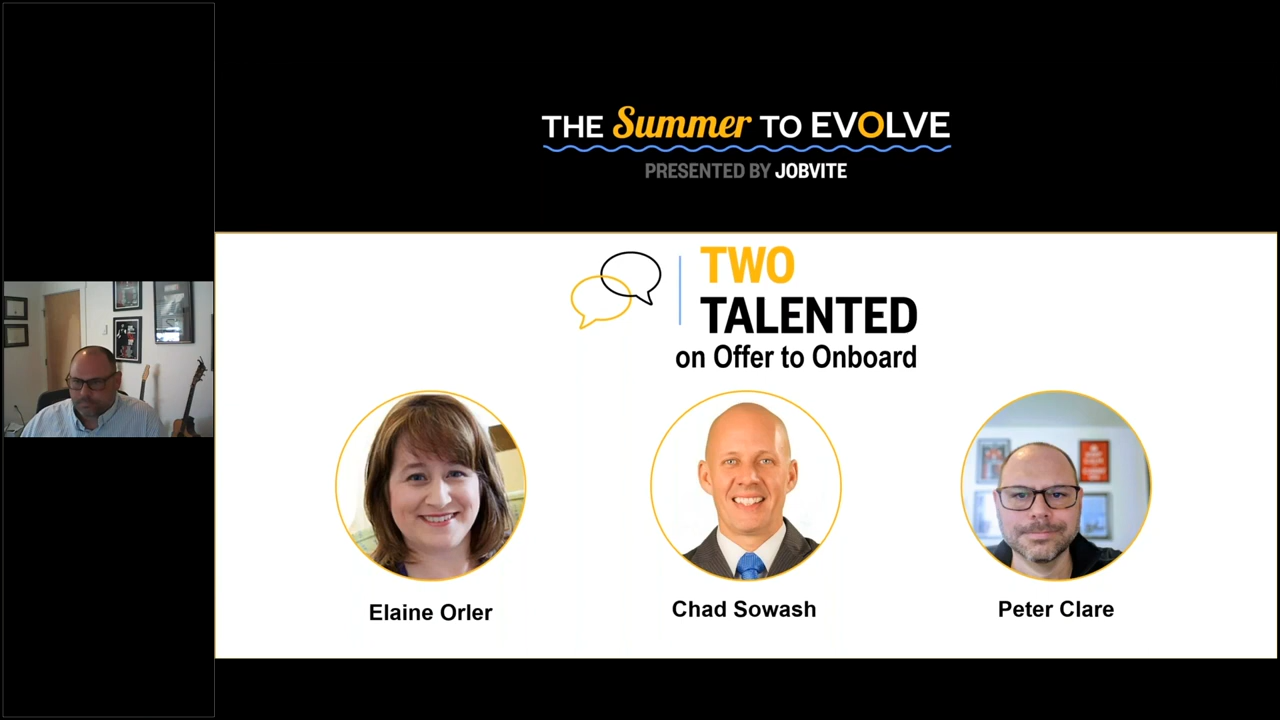 THE Summer TO EVOLVE
PRESENTED BY JOBVITE
TWO
TALENTED
on Offer to Onboard
Elaine Orler
Chad Sowash
Peter Clare